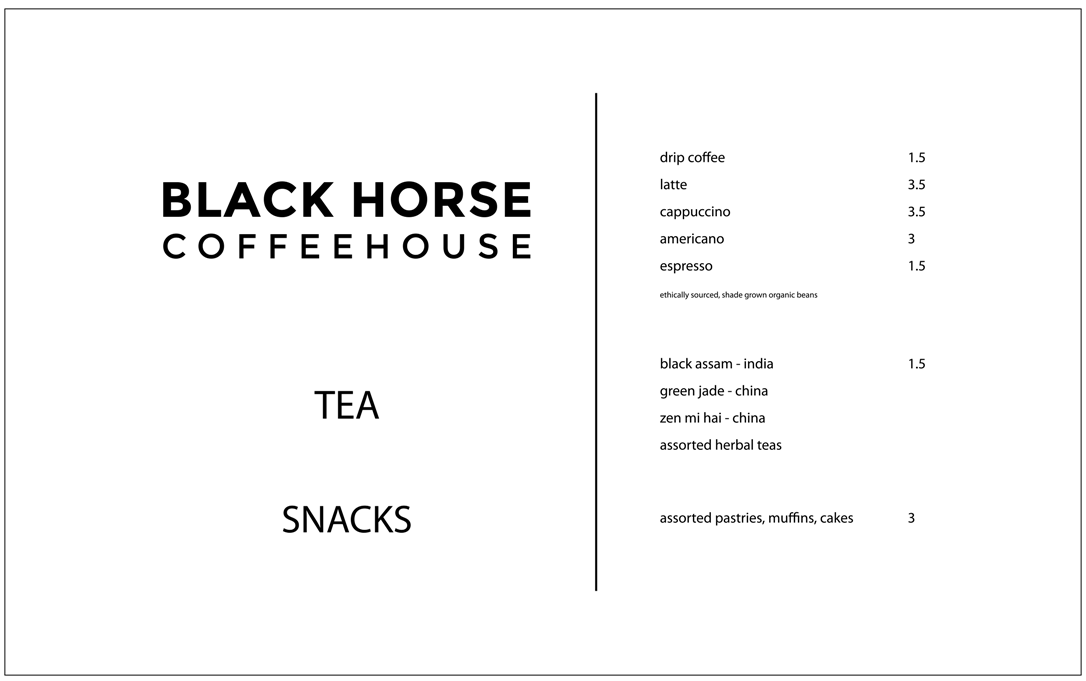 BLACK HORSE
COFFEEHOUSE
drip coffee 1.5
latte 3.5
cappuccino 3.5
americano 3
espresso 1.5
ethically sourced, shade grown organic beans
TEA
black assam - india 1.5
green jade - china
zen mi hai - china
assorted herbal teas
SNACKS
assorted pastries, muffins, cakes 3